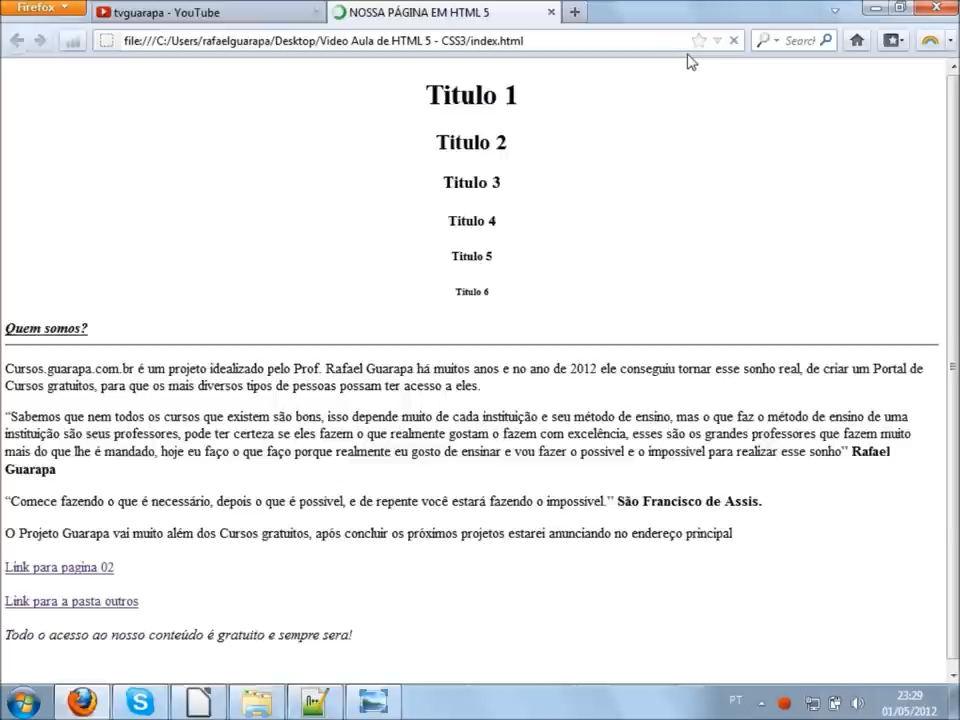 Firefox
tvguarapa - YouTube
NOSSA PÁGINA EM HTML 5
file:///C:/Users/rafaelguarapa/Desktop/Video Aula de HTML 5 - CSS3/index.html
Search
Titulo 1
Titulo 2
Titulo 3
Titulo 4
Titulo 5
Titulo 6
Quem somos?
Cursos.guarapa.com.br é um projeto idealizado pelo Prof. Rafael Guarapa há muitos anos e no ano de 2012 ele conseguiu tornar esse sonho real, de criar um Portal de
Cursos gratuitos, para que os mais diversos tipos de pessoas possam ter acesso a eles.
“Sabemos que nem todos os cursos que existem são bons, isso depende muito de cada instituição e seu método de ensino, mas o que faz o método de ensino de uma
instituição são seus professores, pode ter certeza se eles fazem o que realmente gostam o fazem com excelência, esses são os grandes professores que fazem muito
mais do que lhe é mandado, hoje eu faço o que faço porque realmente eu gosto de ensinar e vou fazer o possivel e o impossivel para realizar esse sonho” Rafael
Guarapa
“Comece fazendo o que é necessário, depois o que é possível, e de repente você estará fazendo o impossível.” São Francisco de Assis.
O Projeto Guarapa vai muito além dos Cursos gratuitos, após concluir os próximos projetos estarei anunciando no endereço principal
Link para pagina 02
Link para a pasta outros
Todo o acesso ao nosso conteúdo é gratuito e sempre sera!
PT
23:29
01/05/2012